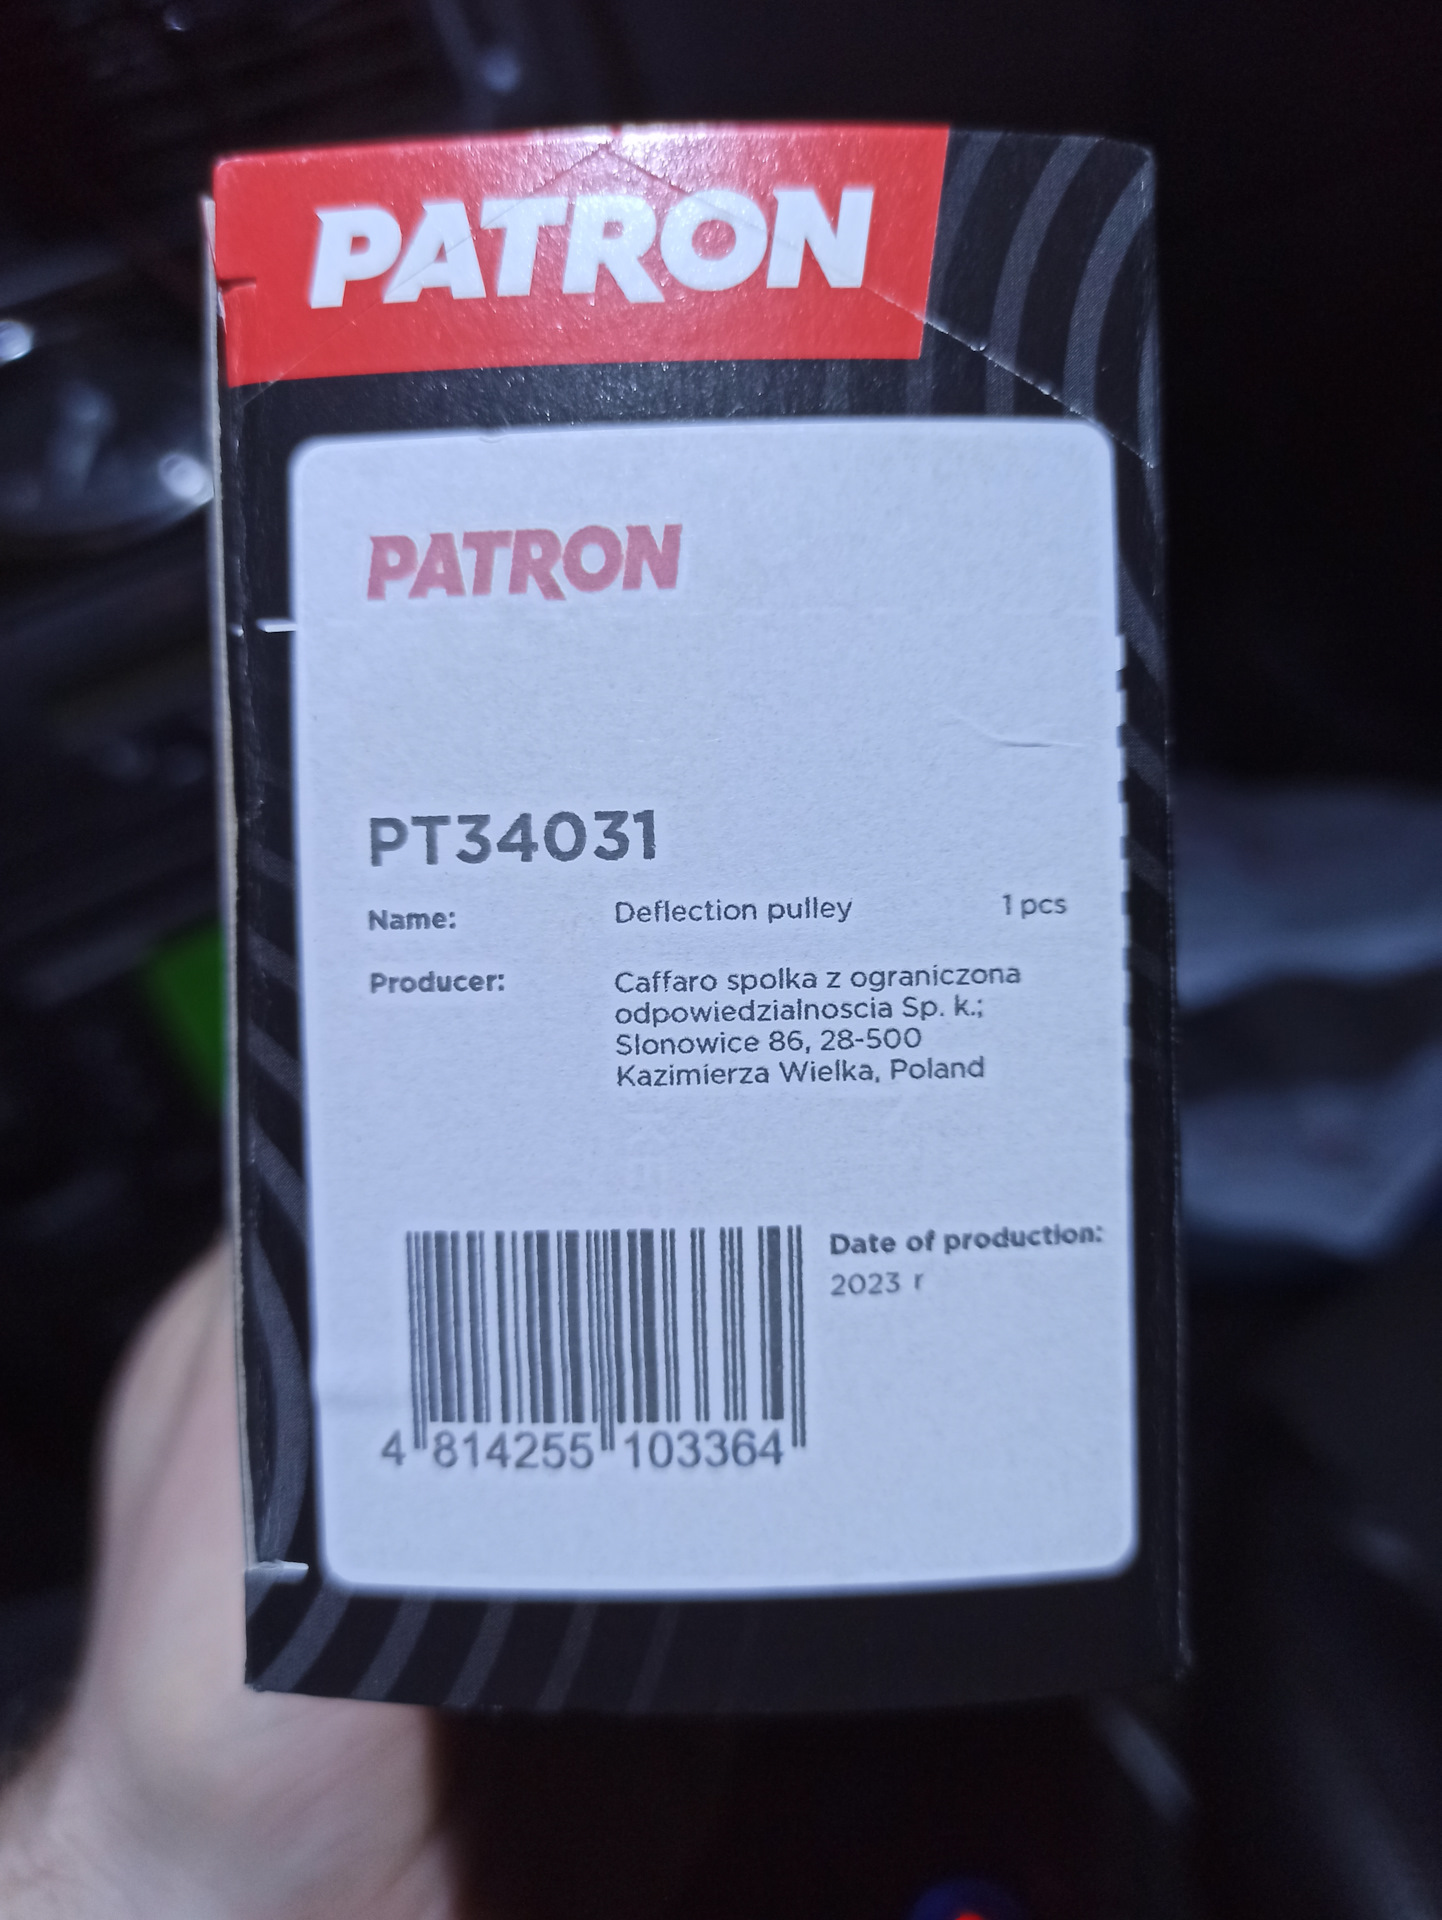 PATRON
PATRON
PT34031
Name: Deflection pulley 1 pcs
Producer: Caffaro spolka z ograniczona
odpowiedzialnoscia Sp. k.;
Slonowice 86, 28-500
Kazimierza Wielka, Poland
Date of production:
2023 r
4 814255 103364